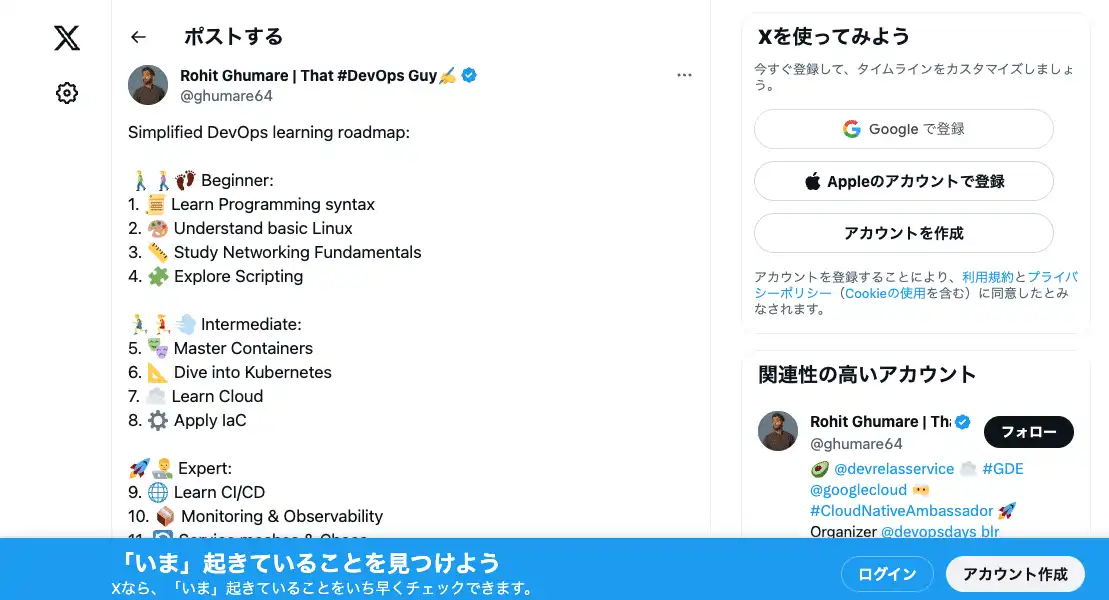 ポストする
Rohit Ghumare | That #DevOps Guy✍️
@ghumare64
Simplified DevOps learning roadmap:
Beginner:
1. Learn Programming syntax
2. Understand basic Linux
3. Study Networking Fundamentals
4. Explore Scripting
Intermediate:
5. Master Containers
6. Dive into Kubernetes
7. Learn Cloud
8. Apply IaC
Expert:
9. Learn CI/CD
10. Monitoring & Observability
Xを使ってみよう
今すぐ登録して、タイムラインをカスタマイズしましょ
う。
Google で登録
Appleのアカウントで登録
アカウントを作成
アカウントを登録することにより、利用規約とプライバ
シーポリシー（Cookieの使用を含む）に同意したとみ
なされます。
関連性の高いアカウント
Rohit Ghumare | Tha
@ghumare64
フォロー
🥑 @devrelasservice ☁️ #GDE
@googlecloud
#CloudNativeAmbassador 🚀
Organizer @devopsdays_blr
「いま」起きていることを見つけよう
Xなら、「いま」起きていることをいち早くチェックできます。
ログイン
アカウント作成